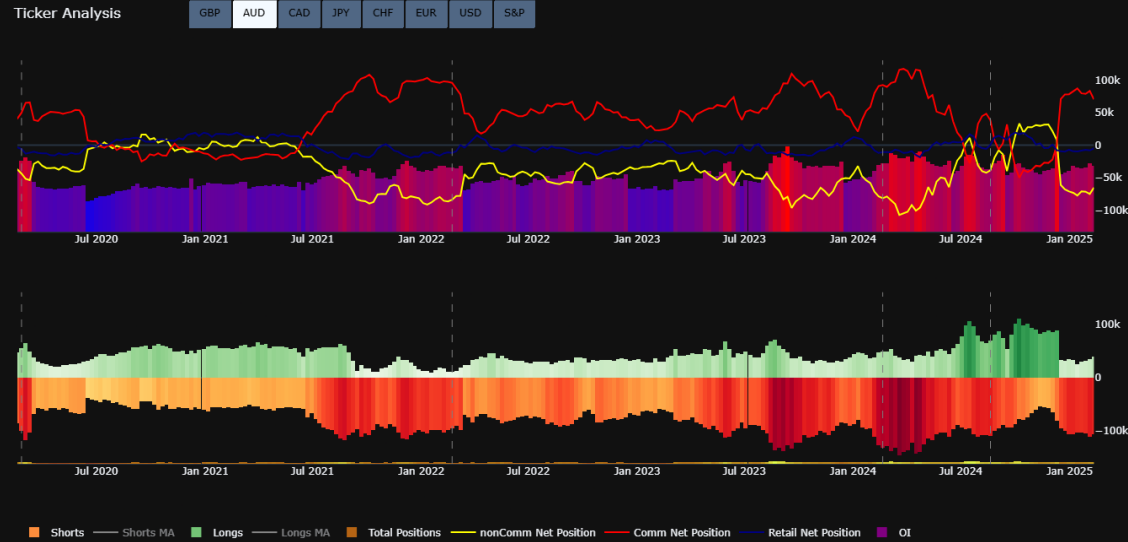 Ticker Analysis
GBP AUD CAD JPY CHF EUR USD S&P
100k
50k
0
−50k
−100k
Jul 2020 Jan 2021 Jul 2021 Jan 2022 Jul 2022 Jan 2023 Jul 2023 Jan 2024 Jul 2024 Jan 2025
100k
0
−100k
Jul 2020 Jan 2021 Jul 2021 Jan 2022 Jul 2022 Jan 2023 Jul 2023 Jan 2024 Jul 2024 Jan 2025
Shorts Shorts MA Longs Longs MA Total Positions nonComm Net Position Comm Net Position Retail Net Position OI